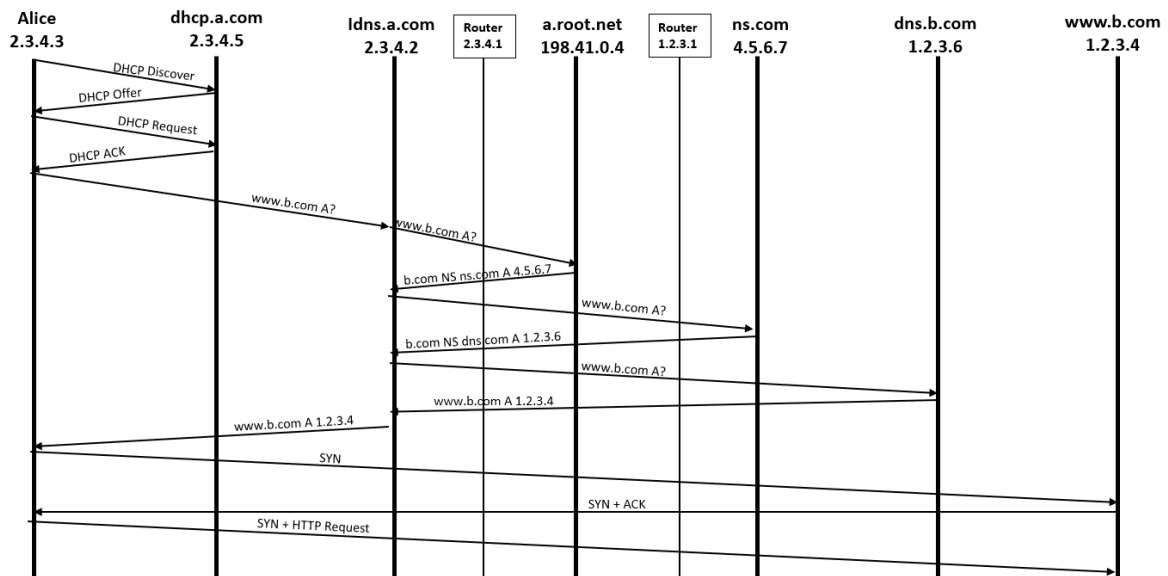 Alice
2.3.4.3
dhcp.a.com
2.3.4.5
ldns.a.com
2.3.4.2
Router
2.3.4.1
a.root.net
198.41.0.4
Router
1.2.3.1
ns.com
4.5.6.7
dns.b.com
1.2.3.6
www.b.com
1.2.3.4
DHCP Discover
DHCP Offer
DHCP Request
DHCP ACK
www.b.com A?
www.b.com A?
b.com NS ns.com A 4.5.6.7
www.b.com A?
b.com NS dns.com A 1.2.3.6
www.b.com A?
www.b.com A 1.2.3.4
www.b.com A 1.2.3.4
SYN
SYN + ACK
SYN + HTTP Request